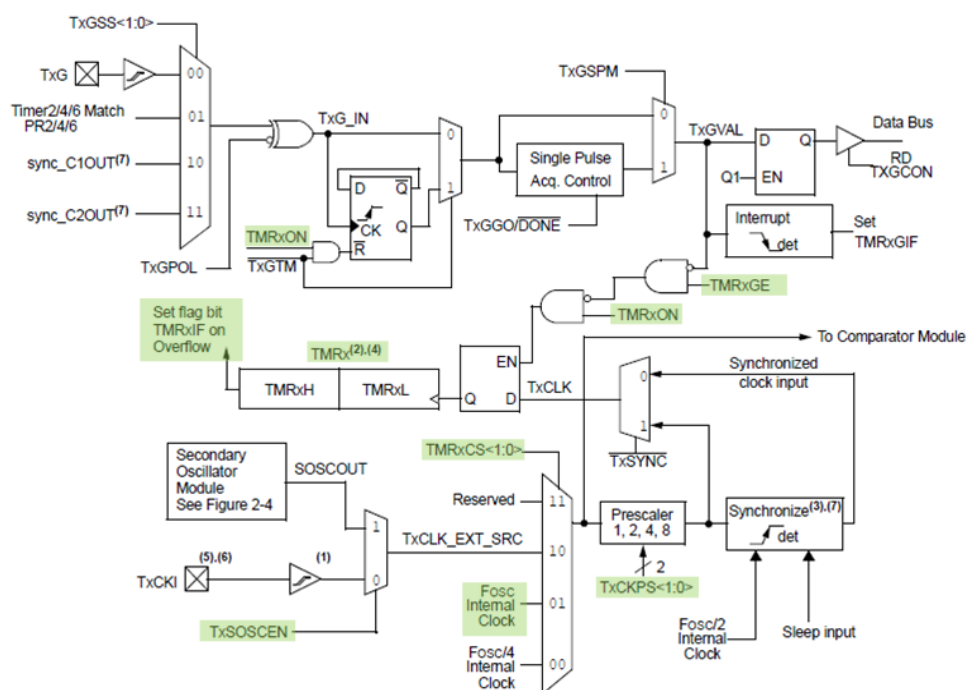 TxGSS<1:0>
TxG
00
Timer2/4/6 Match
PR2/4/6
01
sync_C1OUT(7)
10
sync_C2OUT(7)
11
TxGPOL
TxG_IN
D
Q
CK
Q
R
TMRxON
TxGTM
0
1
Single Pulse
Acq. Control
TxGGO/DONE
TxGSPM
0
1
TxGVAL
D
Q
Q1
EN
Data Bus
RD
TXGCON
Interrupt
det
Set
TMRxGIF
TMRxGE
TMRxON
Set flag bit
TMRxIF on
Overflow
TMRx(2),(4)
TMRxH
TMRxL
EN
Q
D
TxCLK
0
1
TxSYNC
To Comparator Module
Synchronized
clock input
Secondary
Oscillator
Module
See Figure 2-4
SOSCOUT
1
0
TxCKI
(5),(6)
(1)
TxSOSCEN
TxCLK_EXT_SRC
TMRxCS<1:0>
Reserved
11
10
Fosc
Internal
Clock
01
Fosc/4
Internal
Clock
00
Prescaler
1, 2, 4, 8
2
TxCKPS<1:0>
Synchronize(3),(7)
det
Fosc/2
Internal
Clock
Sleep input